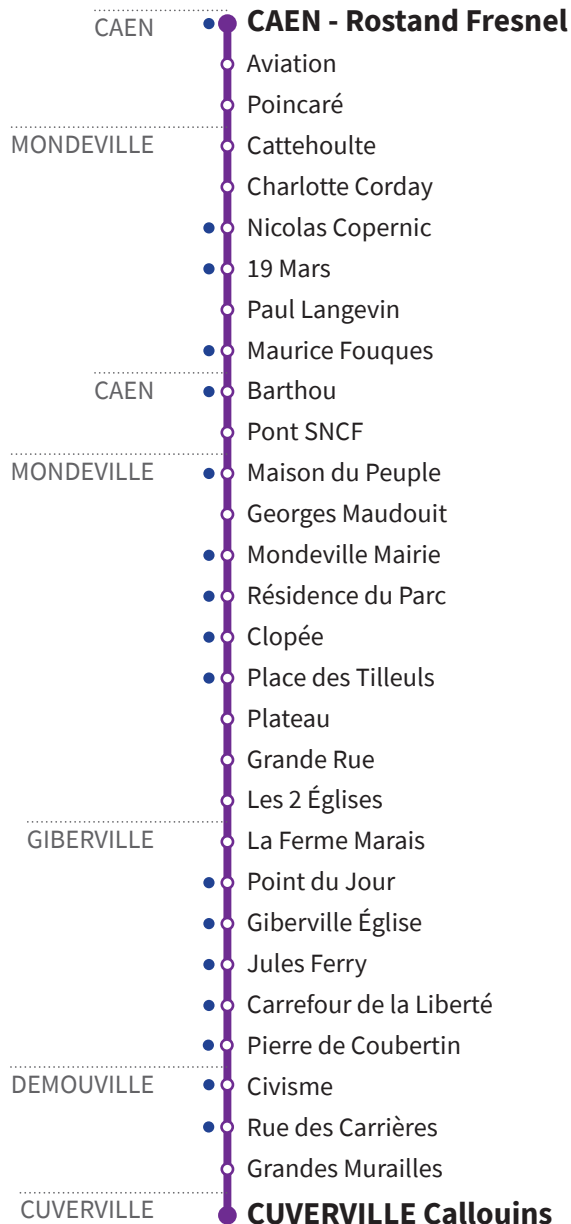 CAEN
CAEN - Rostand Fresnel
Aviation
Poincaré
MONDEVILLE
Cattehoulte
Charlotte Corday
Nicolas Copernic
19 Mars
Paul Langevin
Maurice Fouques
CAEN
Barthou
Pont SNCF
MONDEVILLE
Maison du Peuple
Georges Maudouit
Mondeville Mairie
Résidence du Parc
Clopée
Place des Tilleuls
Plateau
Grande Rue
Les 2 Églises
GIBERVILLE
La Ferme Marais
Point du Jour
Giberville Église
Jules Ferry
Carrefour de la Liberté
Pierre de Coubertin
DEMOUVILLE
Civisme
Rue des Carrières
Grandes Murailles
CUVERVILLE
CUVERVILLE Callouins